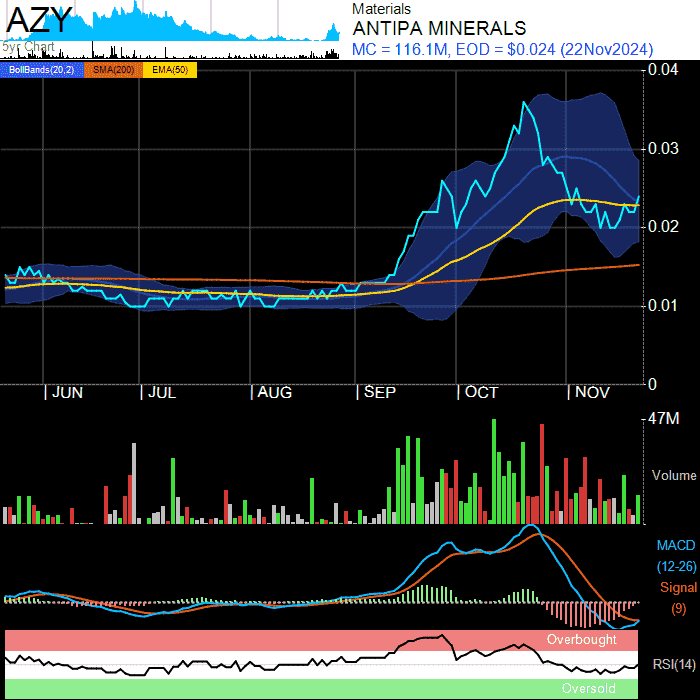 AZY
5yr Chart
Materials
ANTIPA MINERALS
MC = 116.1M, EOD = $0.024 (22Nov2024)
BollBands(20,2) SMA(200) EMA(50)
0.04
0.03
0.02
0.01
0
| JUN | JUL | AUG | SEP | OCT | NOV
47M
Volume
MACD
(12-26)
Signal
(9)
Overbought
RSI(14)
Oversold